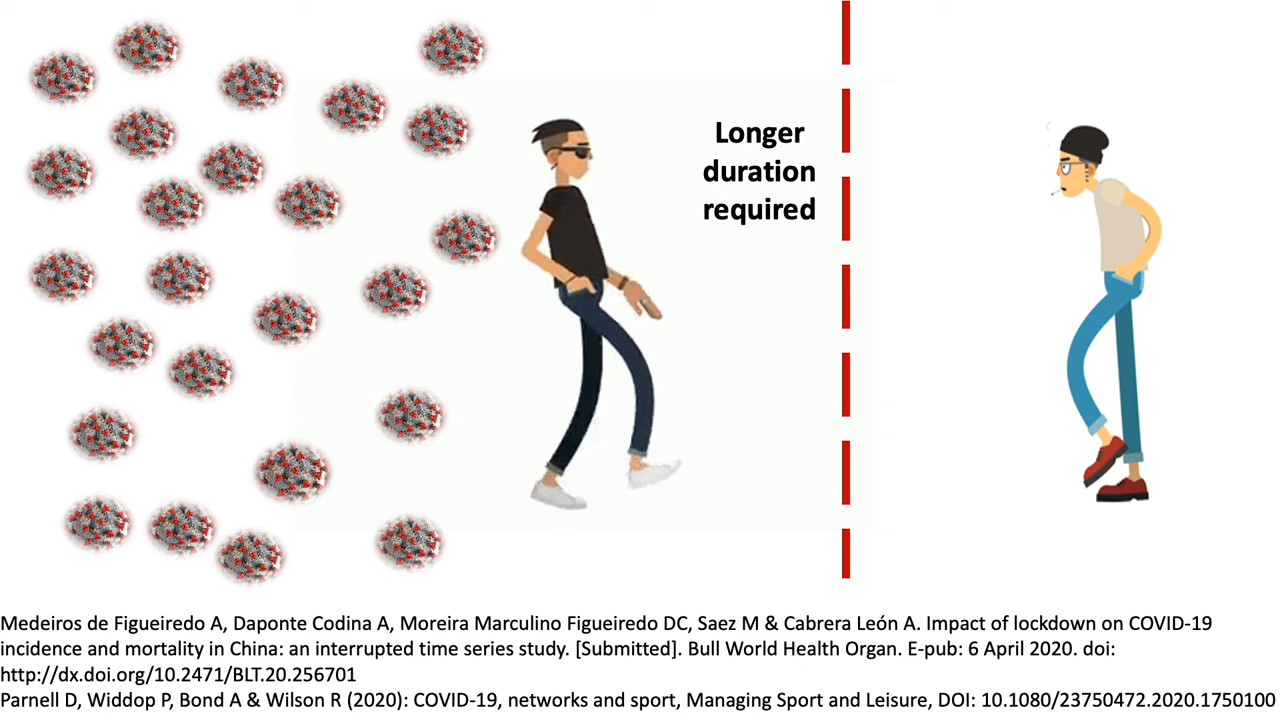 Longer
duration
required
Medeiros de Figueiredo A, Daponte Codina A, Moreira Marculino Figueiredo DC, Saez M & Cabrera León A. Impact of lockdown on COVID-19
incidence and mortality in China: an interrupted time series study. [Submitted]. Bull World Health Organ. E-pub: 6 April 2020. doi:
http://dx.doi.org/10.2471/BLT.20.256701
Parnell D, Widdop P, Bond A & Wilson R (2020): COVID-19, networks and sport, Managing Sport and Leisure, DOI: 10.1080/23750472.2020.1750100